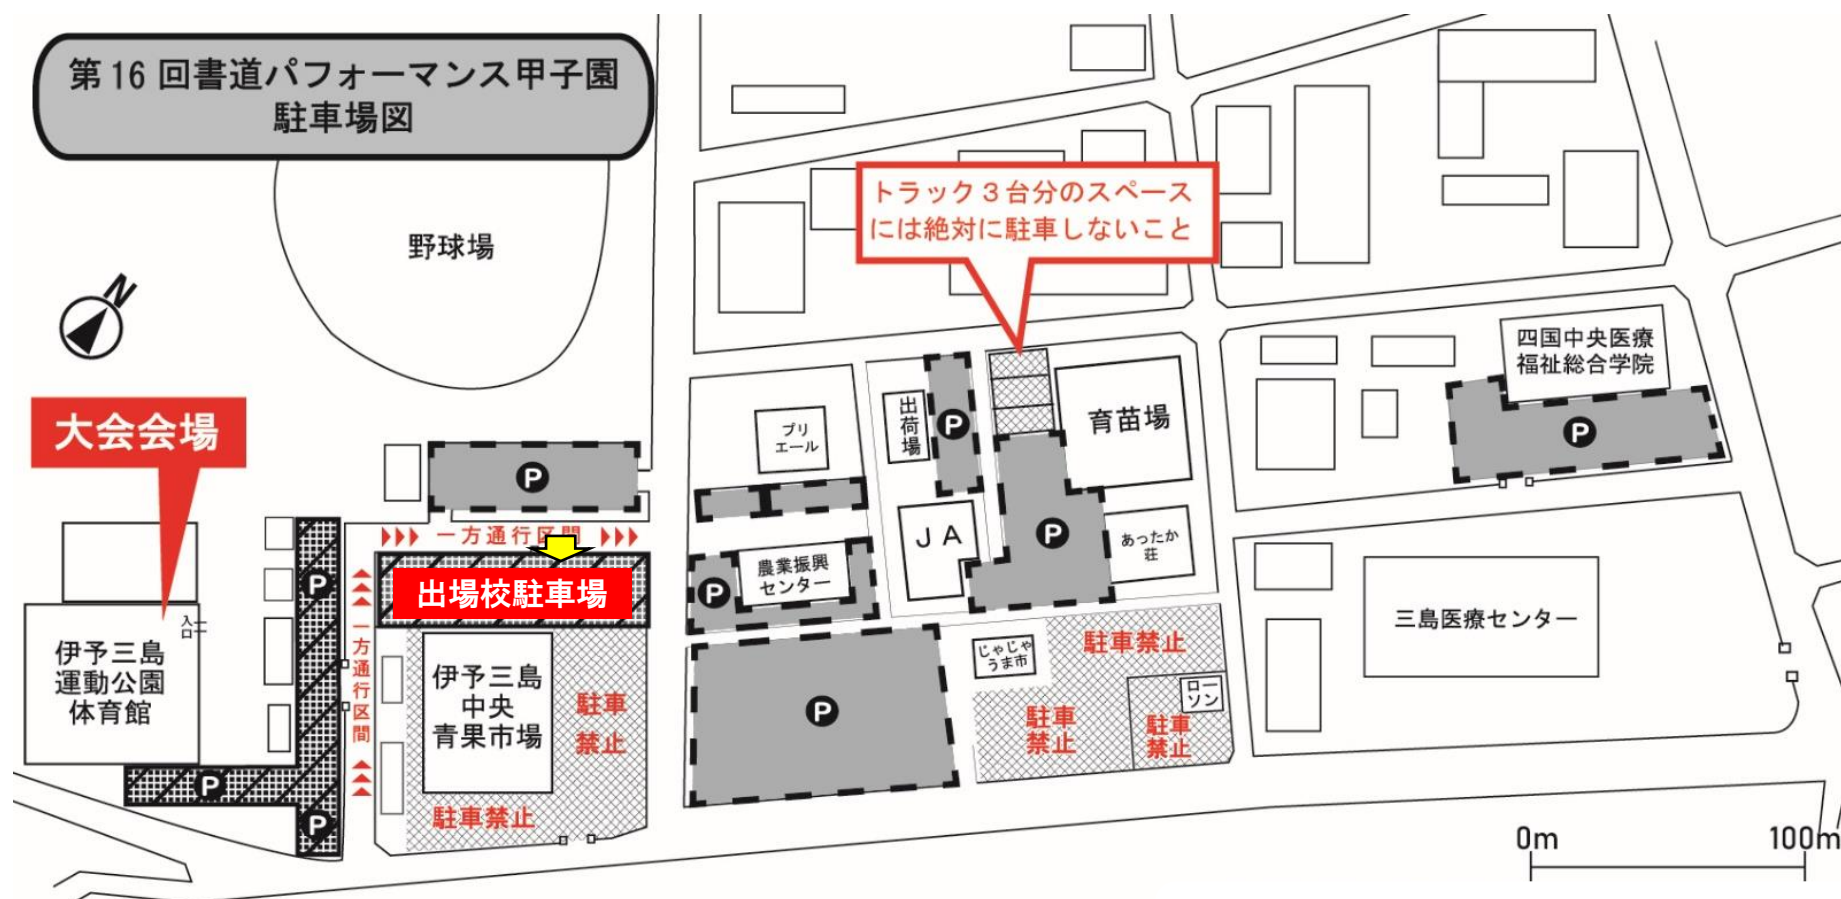 第16回書道パフォーマンス甲子園
駐車場図
野球場
トラック３台分のスペース
には絶対に駐車しないこと
N
大会会場
四国中央医療
福祉総合学院
P
出荷場
P
育苗場
プリ
エール
P
P
一方通行区間
JA
P
あったか
荘
農業振興
センター
P
出場校駐車場
P
入口
伊予三島
運動公園
体育館
一方通行区間
伊予三島
中央
青果市場
駐車
禁止
じゃじゃ
うま市
駐車禁止
三島医療センター
ロー
ソン
駐車
禁止
駐車
禁止
P
P
P
駐車禁止
0m
100m